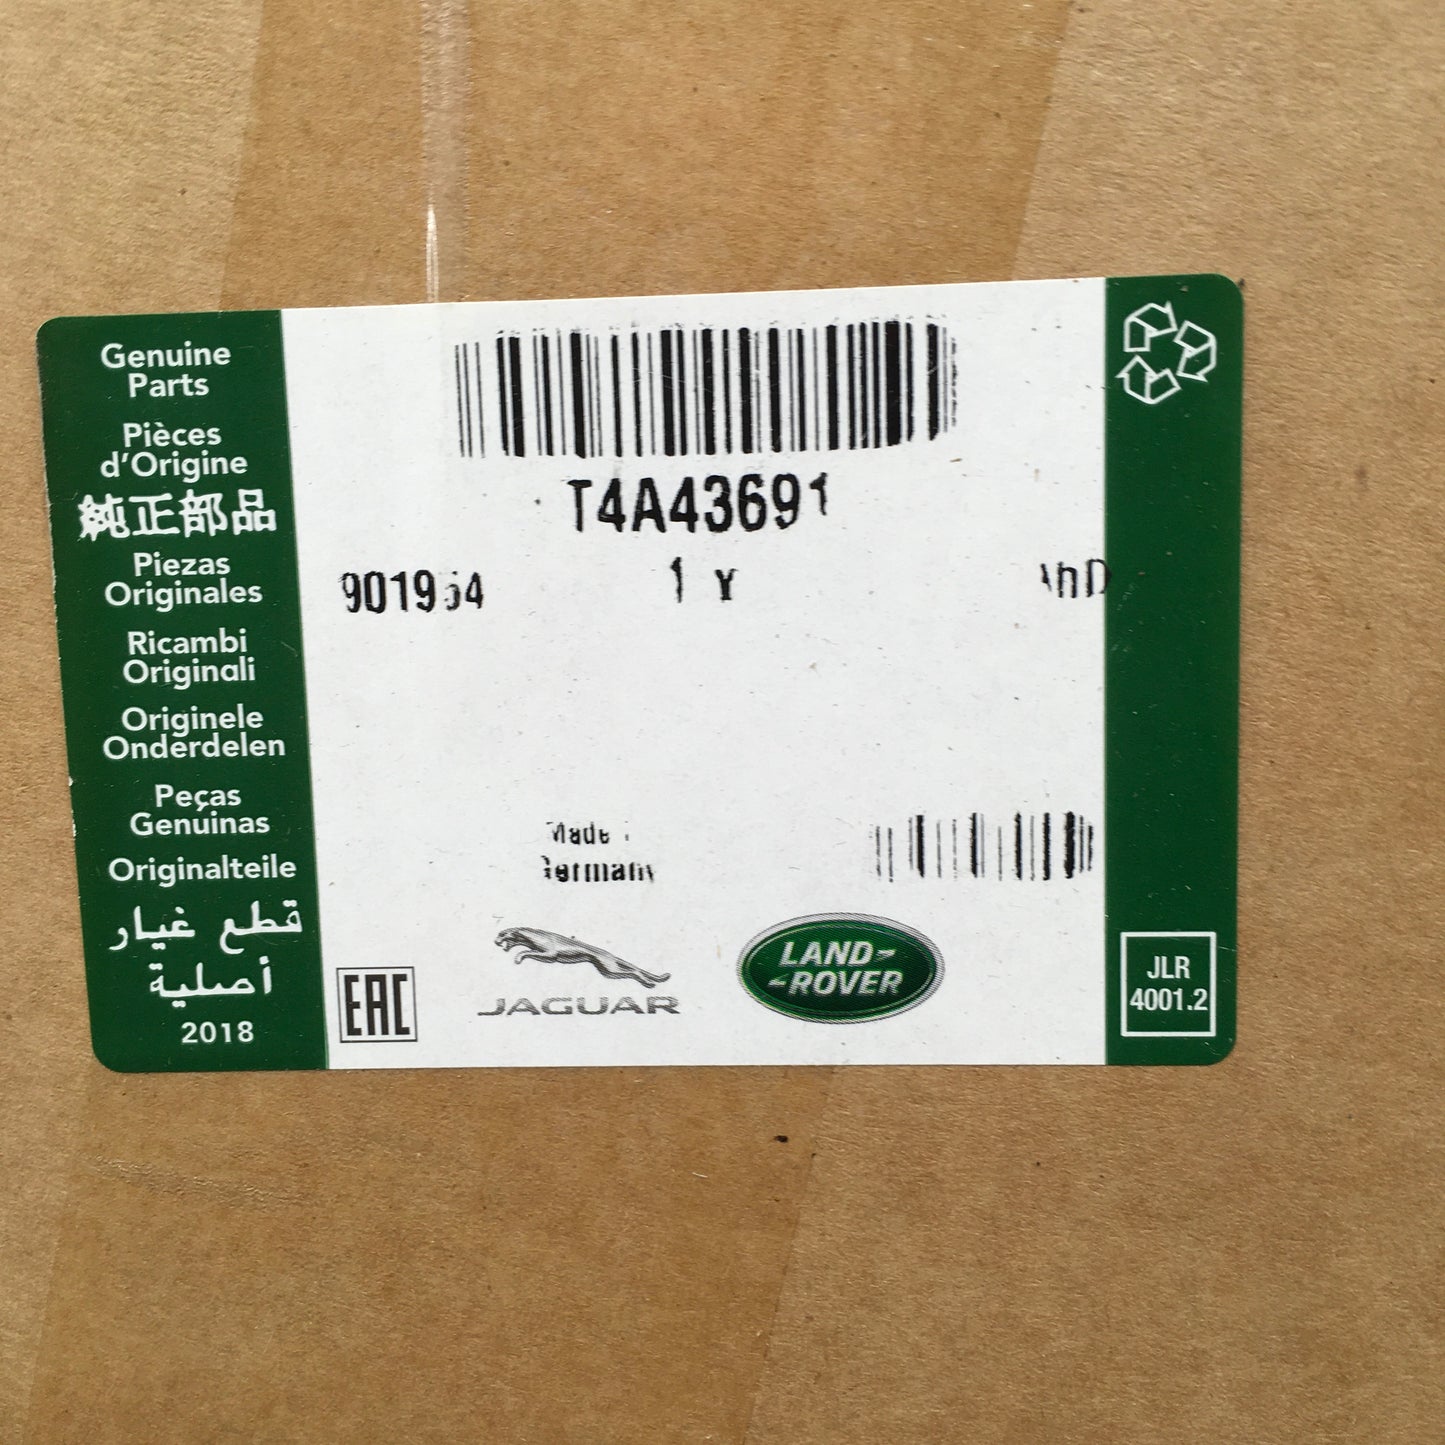 Genuine
Parts
Pièces
d'Origine
純正部品
Piezas
Originales
Ricambi
Originali
Originele
Onderdelen
Peças
Genuinas
Originalteile
قطع غيار
أصلية
2018
T4A43691
1 Y
Made
Germany
EAC
JAGUAR
LAND-
-ROVER
JLR
4001.2